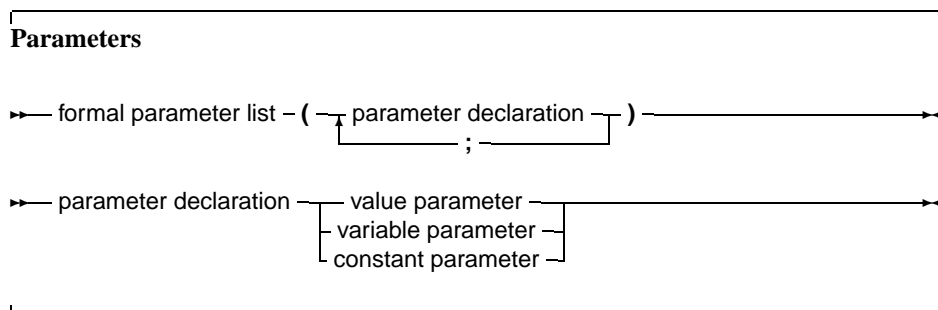 Parameters
formal parameter list ( parameter declaration )
;
parameter declaration value parameter
variable parameter
constant parameter